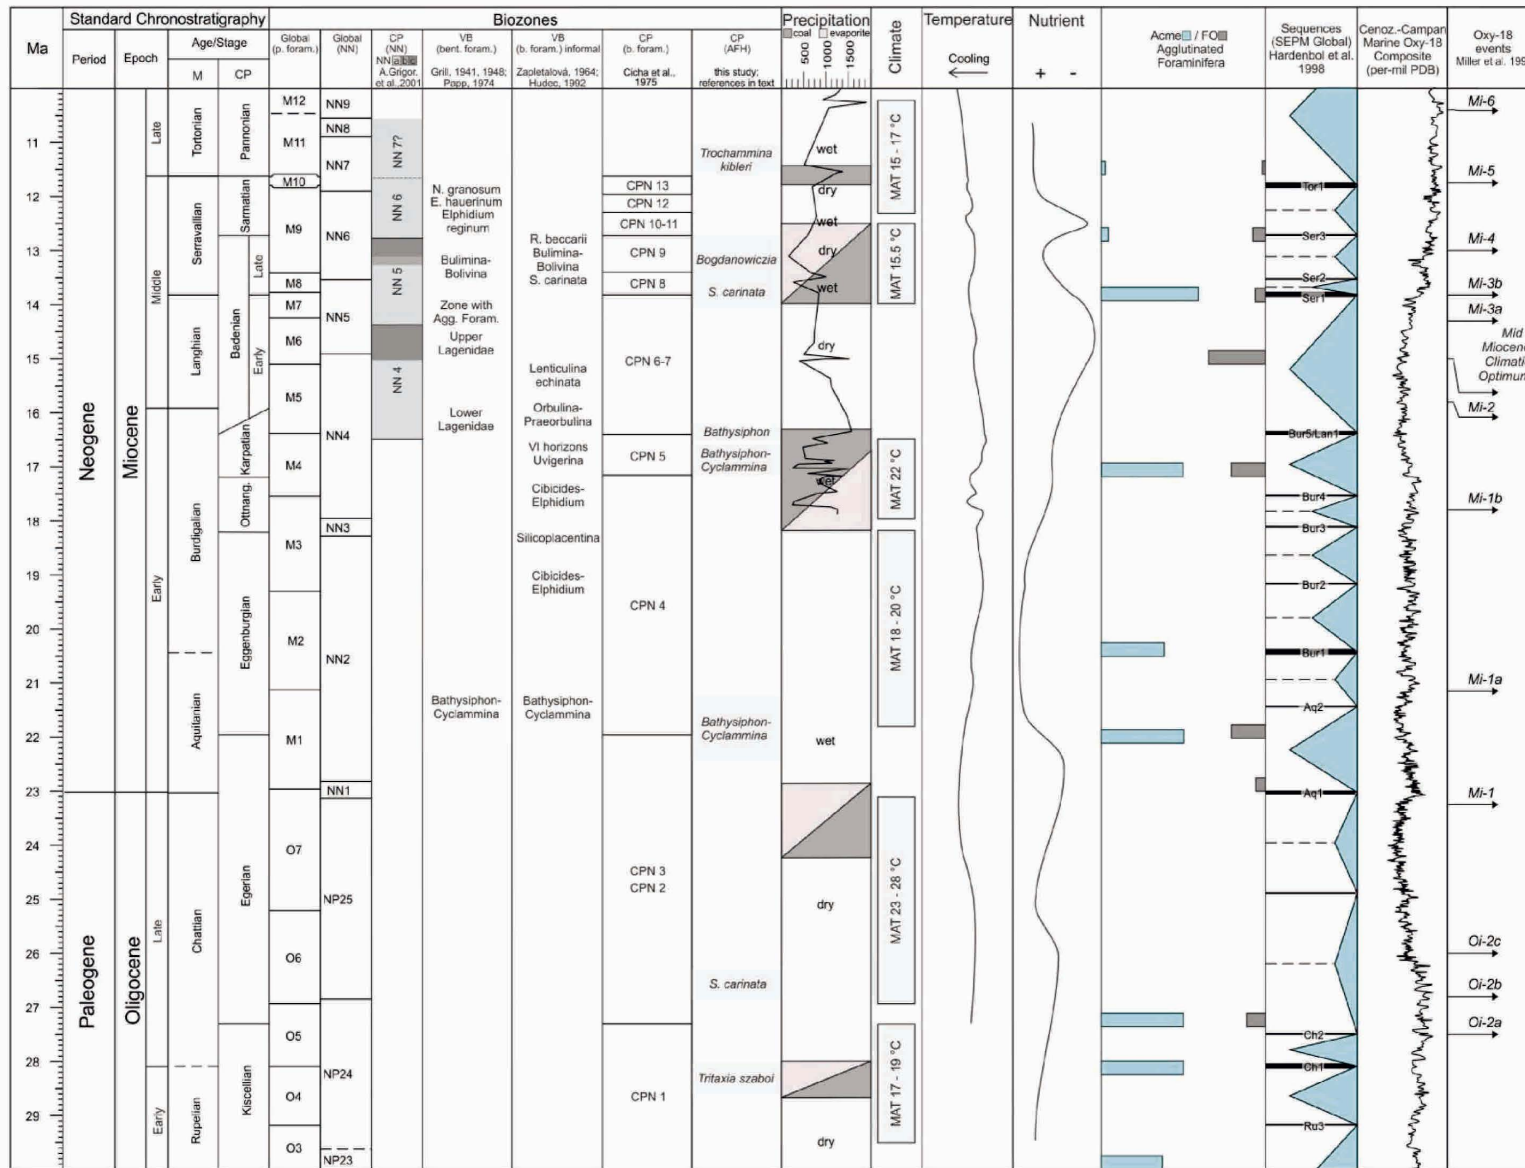 Standard Chronostratigraphy
Biozones
Precipitation
coal
evaporite
500
1000
1500
Climate
Temperature
Cooling
Nutrient
+ -
Acme / FO
Agglutinated
Foraminifera
Sequences
(SEPM Global)
Hardenbol et al.
1998
Cenoz.-Campan
Marine Oxy-18
Composite
(per-mil PDB)
Oxy-18
events
Miller et al. 199
Ma
Period
Epoch
Age/Stage
M
CP
Global
(p. foram.)
Global
(NN)
CP
(NN)
NN a b c
A.Grigor.
et al.,2001
VB
(bent. foram.)
Grill, 1941, 1948;
Papp, 1974
VB
(b. foram.) informal
Zapletalová, 1964;
Hudec, 1992
CP
(b. foram.)
Cicha et al.,
1975
CP
(AFH)
this study;
references in text
11
12
13
14
15
16
17
18
19
20
21
22
23
24
25
26
27
28
29
Neogene
Paleogene
Miocene
Oligocene
Late
Middle
Early
Late
Early
Tortonian
Serravallian
Langhian
Burdigalian
Aquitanian
Chattian
Rupelian
Pannonian
Sarmatian
Badenian
Late
Early
Karpatian
Ottnang.
Eggenburgian
Egerian
Kiscellian
M12
M11
M10
M9
M8
M7
M6
M5
M4
M3
M2
M1
O7
O6
O5
O4
O3
NN9
NN8
NN7
NN6
NN5
NN4
NN3
NN2
NN1
NP25
NP24
NP23
NN 7?
NN 6
NN 5
NN 4
N. granosum
E. hauerinum
Elphidium
reginum
Bulimina-
Bolivina
Zone with
Agg. Foram.
Upper
Lagenidae
Lower
Lagenidae
Bathysiphon-
Cyclammina
R. beccarii
Bulimina-
Bolivina
S. carinata
Lenticulina
echinata
Orbulina-
Praeorbulina
VI horizons
Uvigerina
Cibicides-
Elphidium
Silicoplacentina
Cibicides-
Elphidium
Bathysiphon-
Cyclammina
CPN 13
CPN 12
CPN 10-11
CPN 9
CPN 8
CPN 6-7
CPN 5
CPN 4
CPN 3
CPN 2
CPN 1
Trochammina
kibleri
Bogdanowiczia
S. carinata
Bathysiphon
Bathysiphon-
Cyclammina
Bathysiphon-
Cyclammina
S. carinata
Tritaxia szaboi
wet
dry
wet
dry
wet
dry
wet
wet
dry
dry
MAT 15 - 17 °C
MAT 15.5 °C
MAT 22 °C
MAT 18 - 20 °C
MAT 23 - 28 °C
MAT 17 - 19 °C
Tor1
Ser3
Ser2
Ser1
Bur5/Lan1
Bur4
Bur3
Bur2
Bur1
Aq2
Aq1
Ch2
Ch1
Ru3
Mi-6
Mi-5
Mi-4
Mi-3b
Mi-3a
Mid
Miocene
Climati
Optimum
Mi-2
Mi-1b
Mi-1a
Mi-1
Oi-2c
Oi-2b
Oi-2a